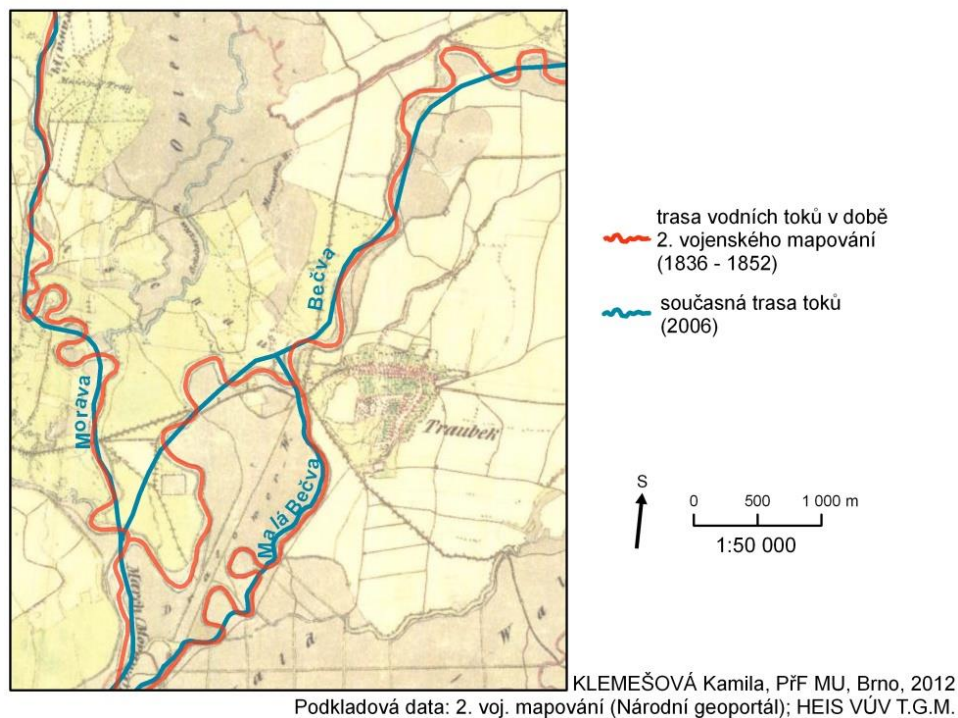 Oplet
Bečva
Morava
Malá Bečva
Traubek
trasa vodních toků v době
2. vojenského mapování
(1836 - 1852)
současná trasa toků
(2006)
S
0 500 1 000 m
1:50 000
KLEMEŠOVÁ Kamila, PřF MU, Brno, 2012
Podkladová data: 2. voj. mapování (Národní geoportál); HEIS VÚV T.G.M.